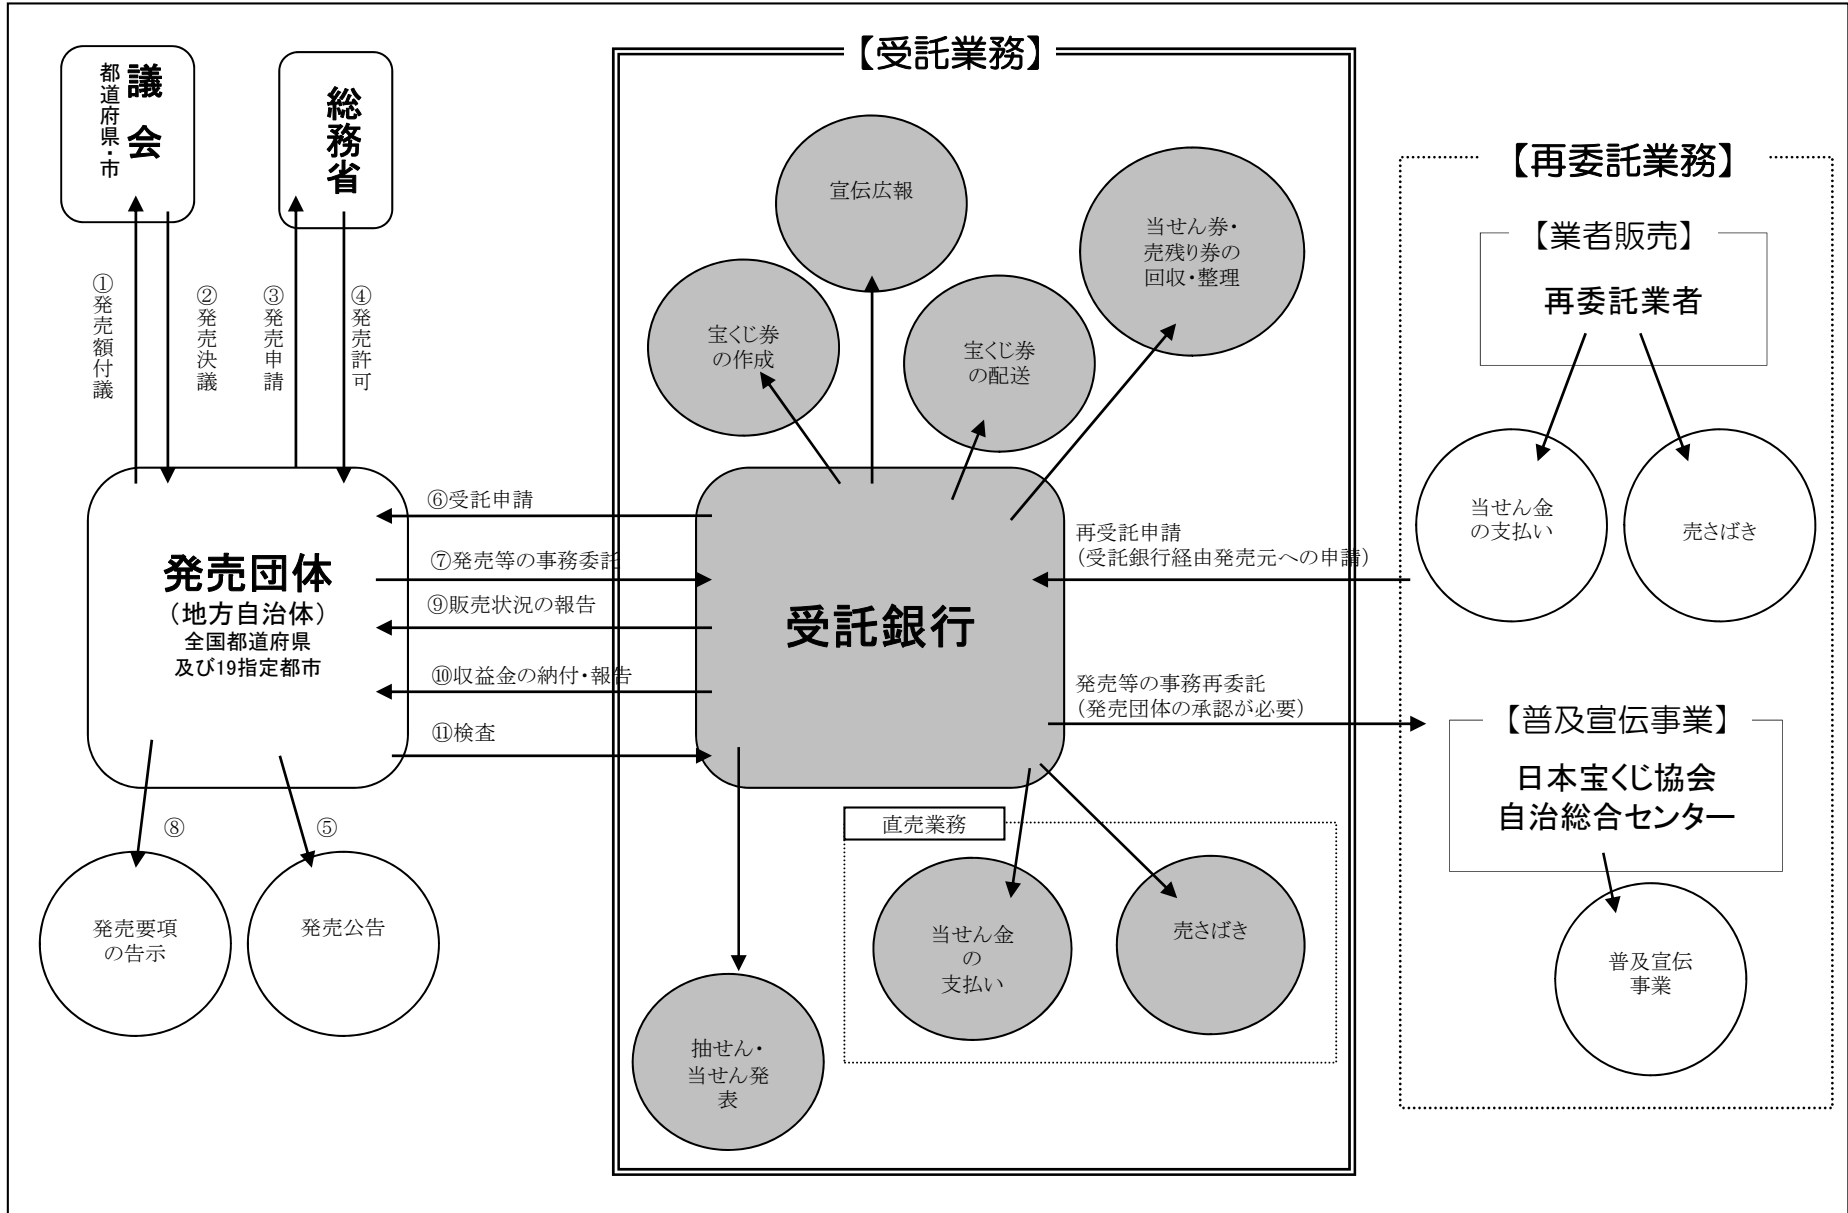 議会
都道府県・市
総務省
①発売額付議
②発売決議
③発売申請
④発売許可
発売団体
（地方自治体）
全国都道府県
及び19指定都市
⑧
⑤
発売要項
の告示
発売公告
⑥受託申請
⑦発売等の事務委託
⑨販売状況の報告
⑩収益金の納付・報告
⑪検査
【受託業務】
宣伝広報
宝くじ券
の作成
宝くじ券
の配送
当せん券・
売残り券の
回収・整理
受託銀行
直売業務
当せん金
の
支払い
売さばき
抽せん・
当せん発
表
再受託申請
（受託銀行経由発売元への申請）
発売等の事務再委託
（発売団体の承認が必要）
【再委託業務】
【業者販売】
再委託業者
当せん金
の支払い
売さばき
【普及宣伝事業】
日本宝くじ協会
自治総合センター
普及宣伝
事業